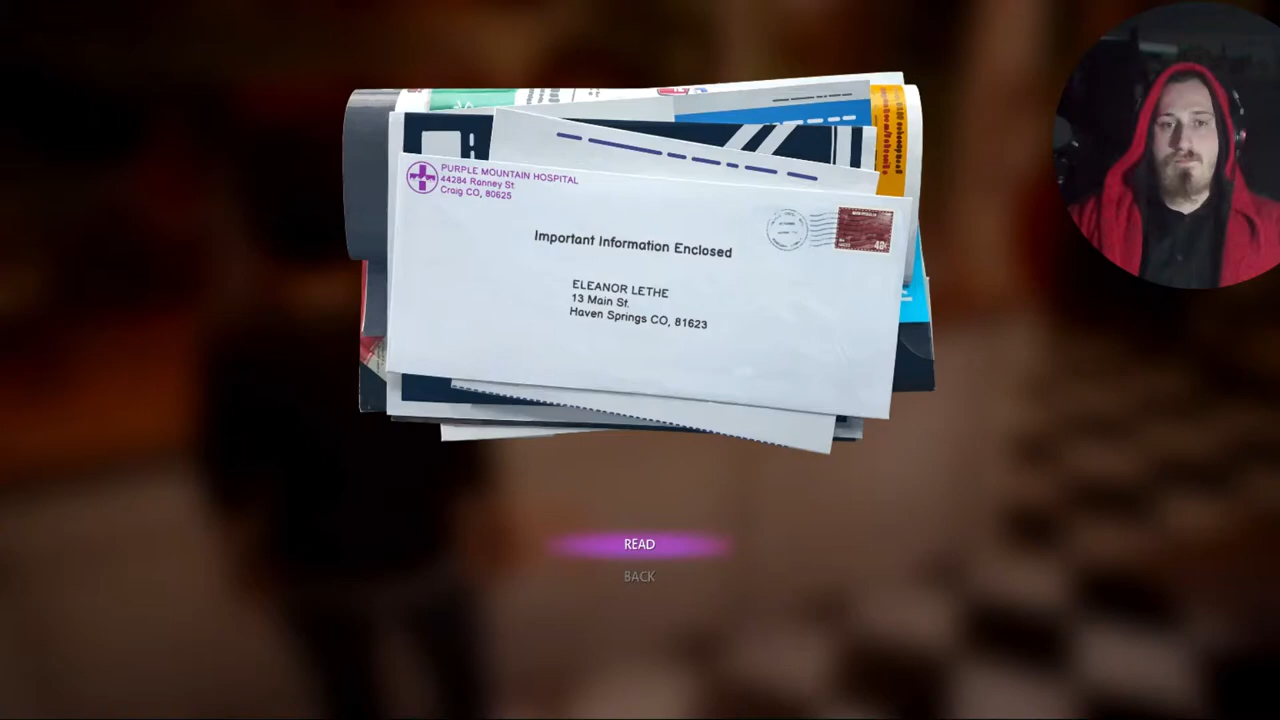 PURPLE MOUNTAIN HOSPITAL
44284 Ranney St
Craig CO, 80625
48¢
Important Information Enclosed
ELEANOR LETHE
13 Main St.
Haven Springs CO, 81623
READ
BACK